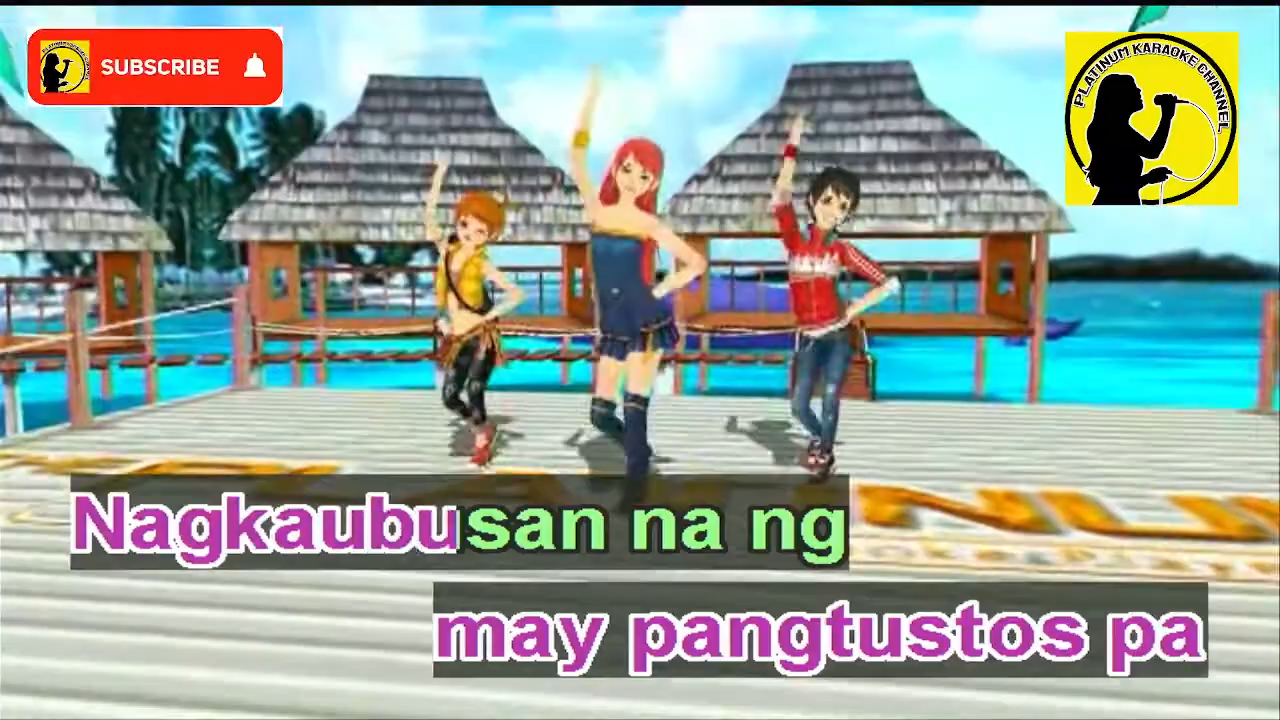 SUBSCRIBE
PLATINUM KARAOKE CHANNEL
Nagkaubusan na ng
may pangtustos pa